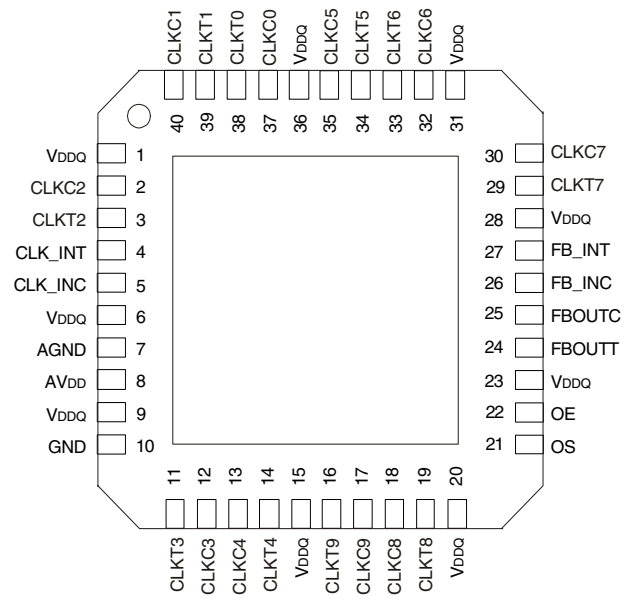 CLKC1 CLKT1 CLKT0 CLKC0 VDDQ CLKC5 CLKT5 CLKT6 CLKC6 VDDQ
40 39 38 37 36 35 34 33 32 31
VDDQ 1 30 CLKC7
CLKC2 2 29 CLKT7
CLKT2 3 28 VDDQ
CLK_INT 4 27 FB_INT
CLK_INC 5 26 FB_INC
VDDQ 6 25 FBOUTC
AGND 7 24 FBOUTT
AVDD 8 23 VDDQ
VDDQ 9 22 OE
GND 10 21 OS
11 12 13 14 15 16 17 18 19 20
CLKT3 CLKC3 CLKC4 CLKT4 VDDQ CLKT9 CLKC9 CLKC8 CLKT8 VDDQ